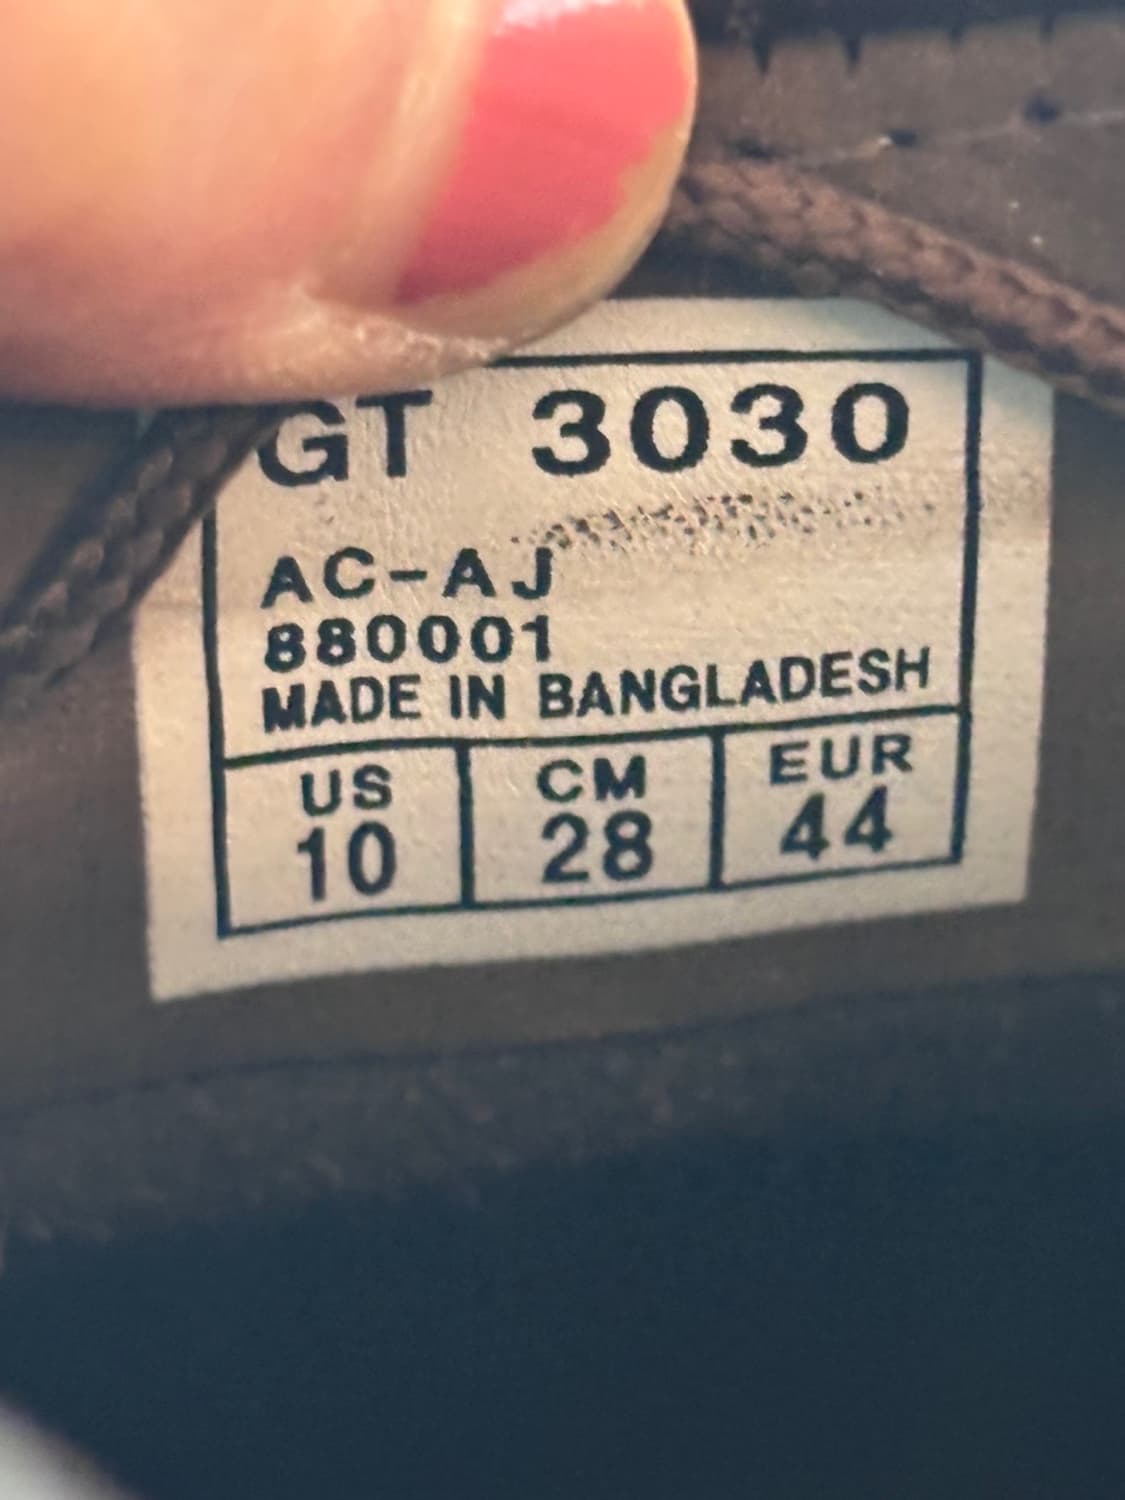 GT 3030
AC-AJ
880001
MADE IN BANGLADESH
US CM EUR
10 28 44